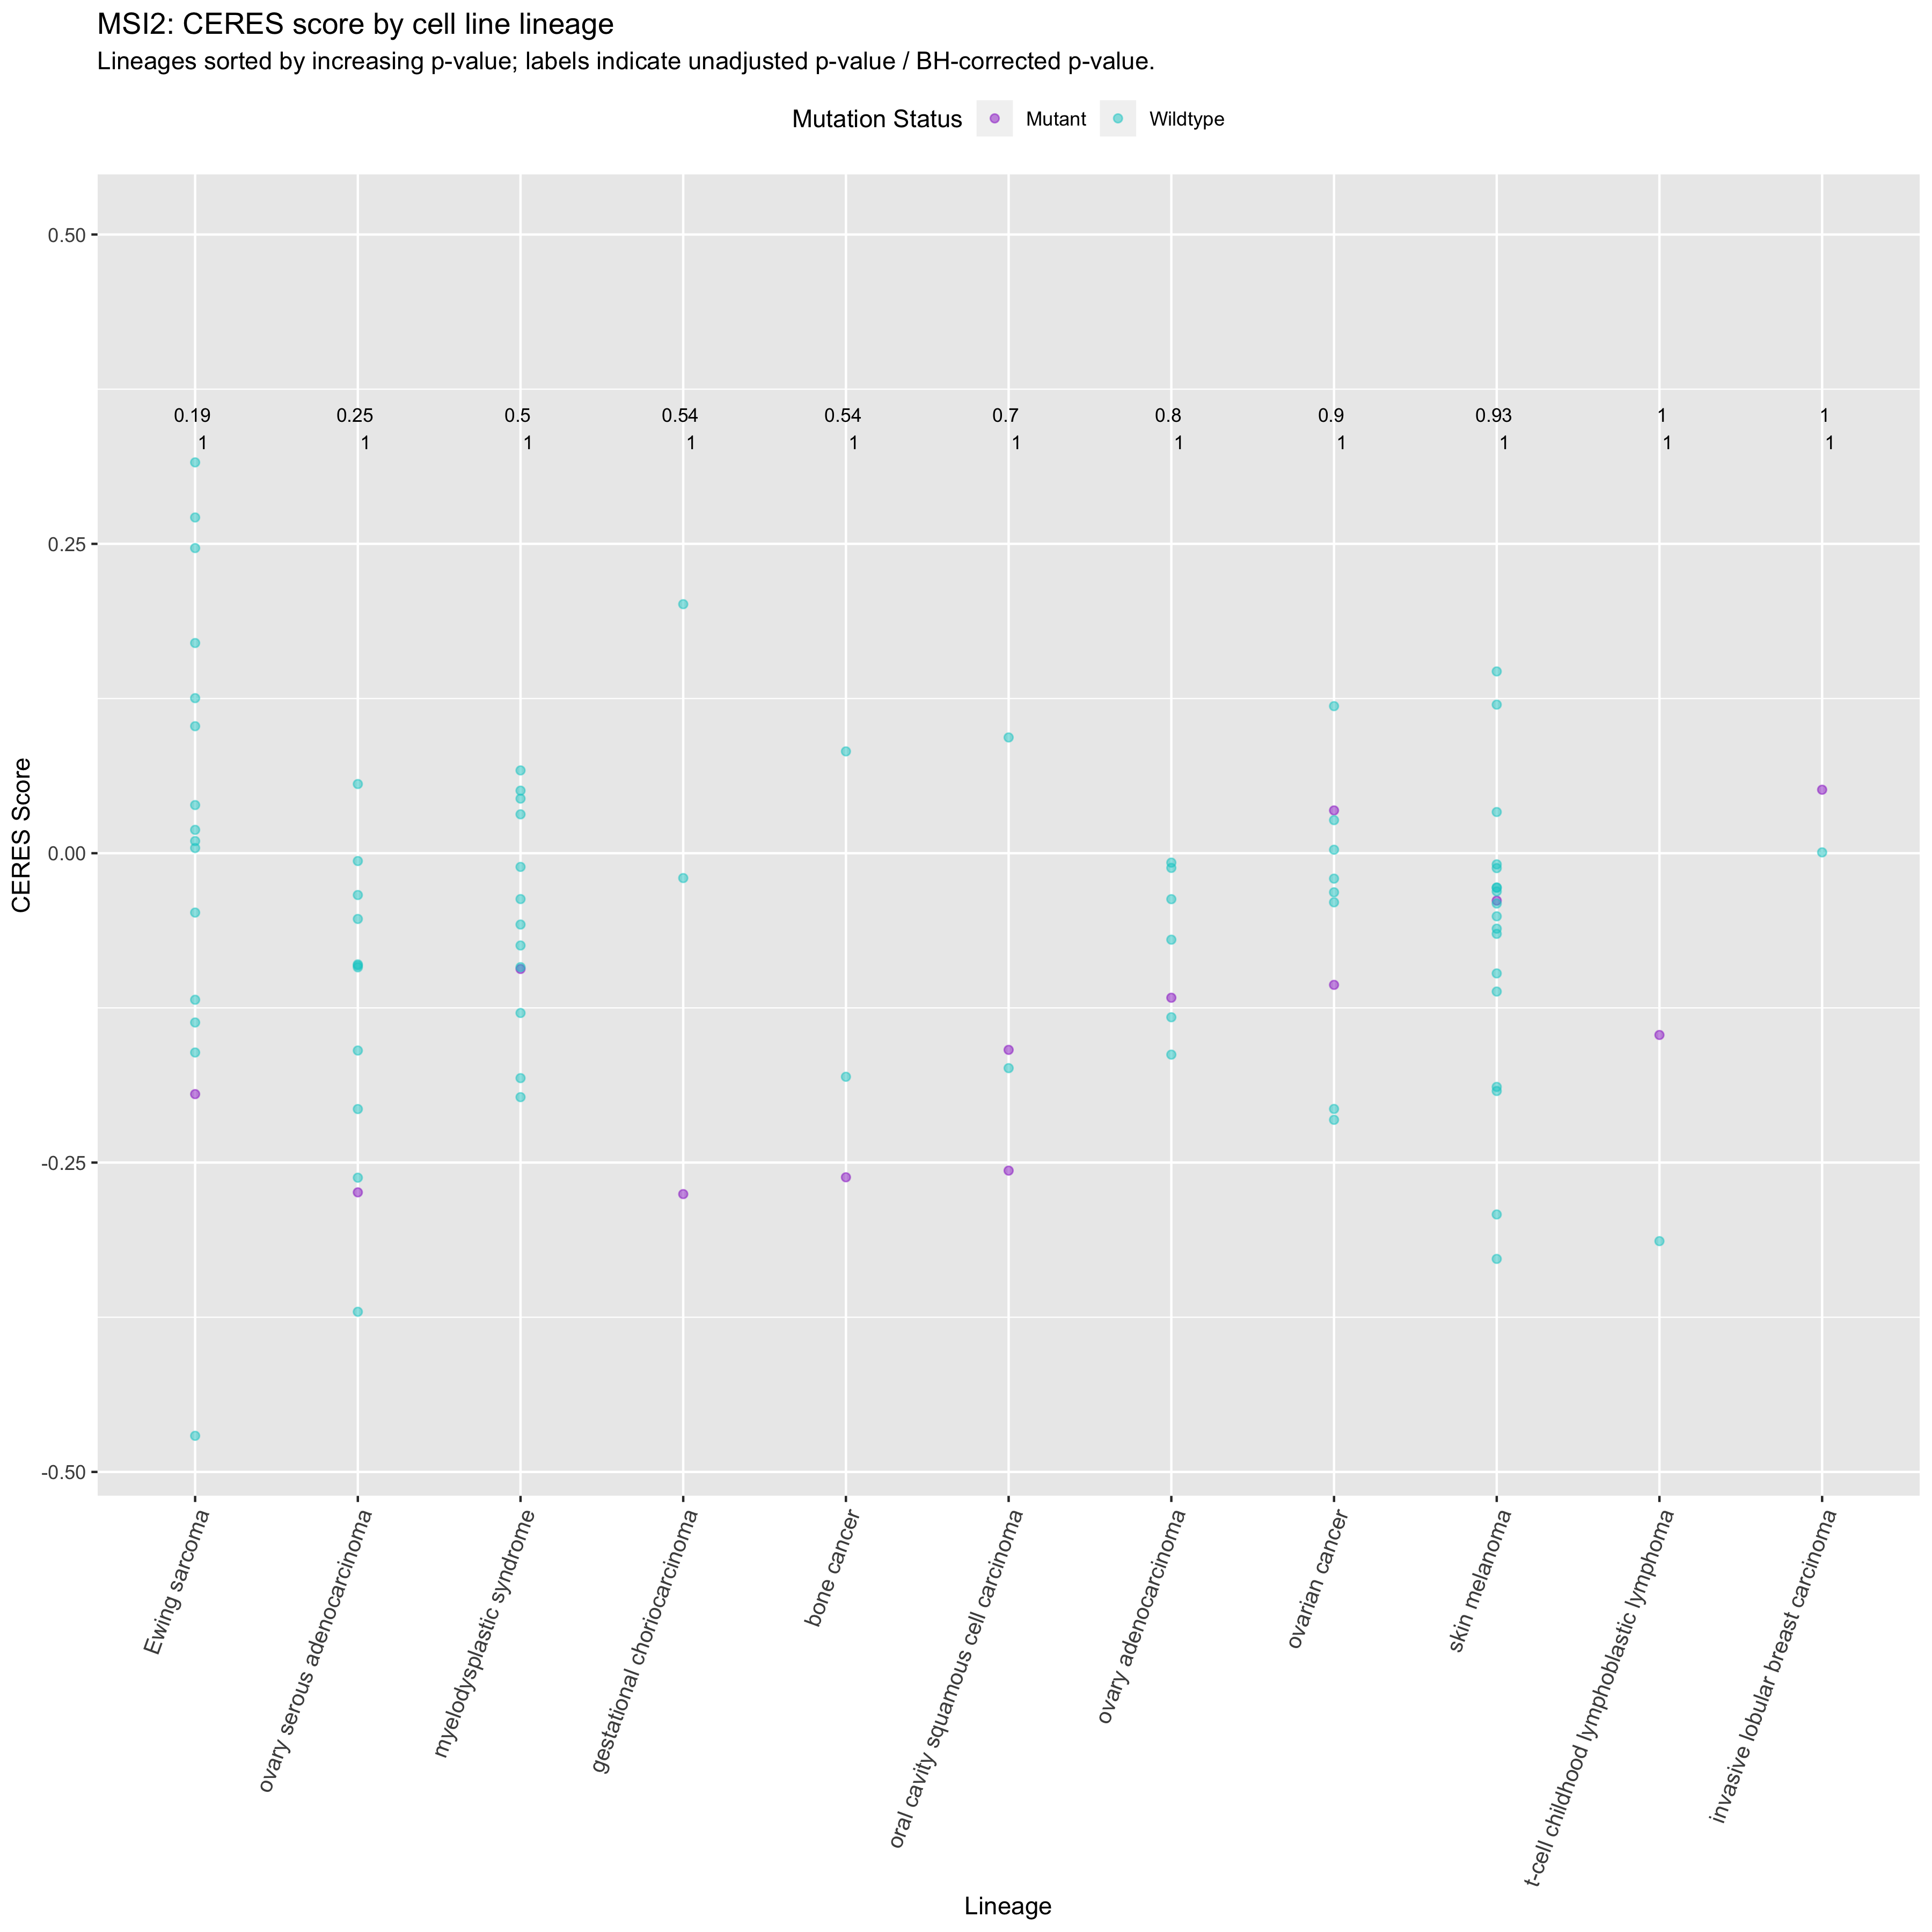 MSI2: CERES score by cell line lineage
Lineages sorted by increasing p-value; labels indicate unadjusted p-value / BH-corrected p-value.
Mutation Status Mutant Wildtype
0.50
0.19 0.25 0.5 0.54 0.54 0.7 0.8 0.9 0.93 1 1
1 1 1 1 1 1 1 1 1 1 1
0.25
0.00
-0.25
-0.50
CERES Score
Ewing sarcoma
ovary serous adenocarcinoma
myelodysplastic syndrome
gestational choriocarcinoma
bone cancer
oral cavity squamous cell carcinoma
ovary adenocarcinoma
ovarian cancer
skin melanoma
t-cell childhood lymphoblastic lymphoma
invasive lobular breast carcinoma
Lineage